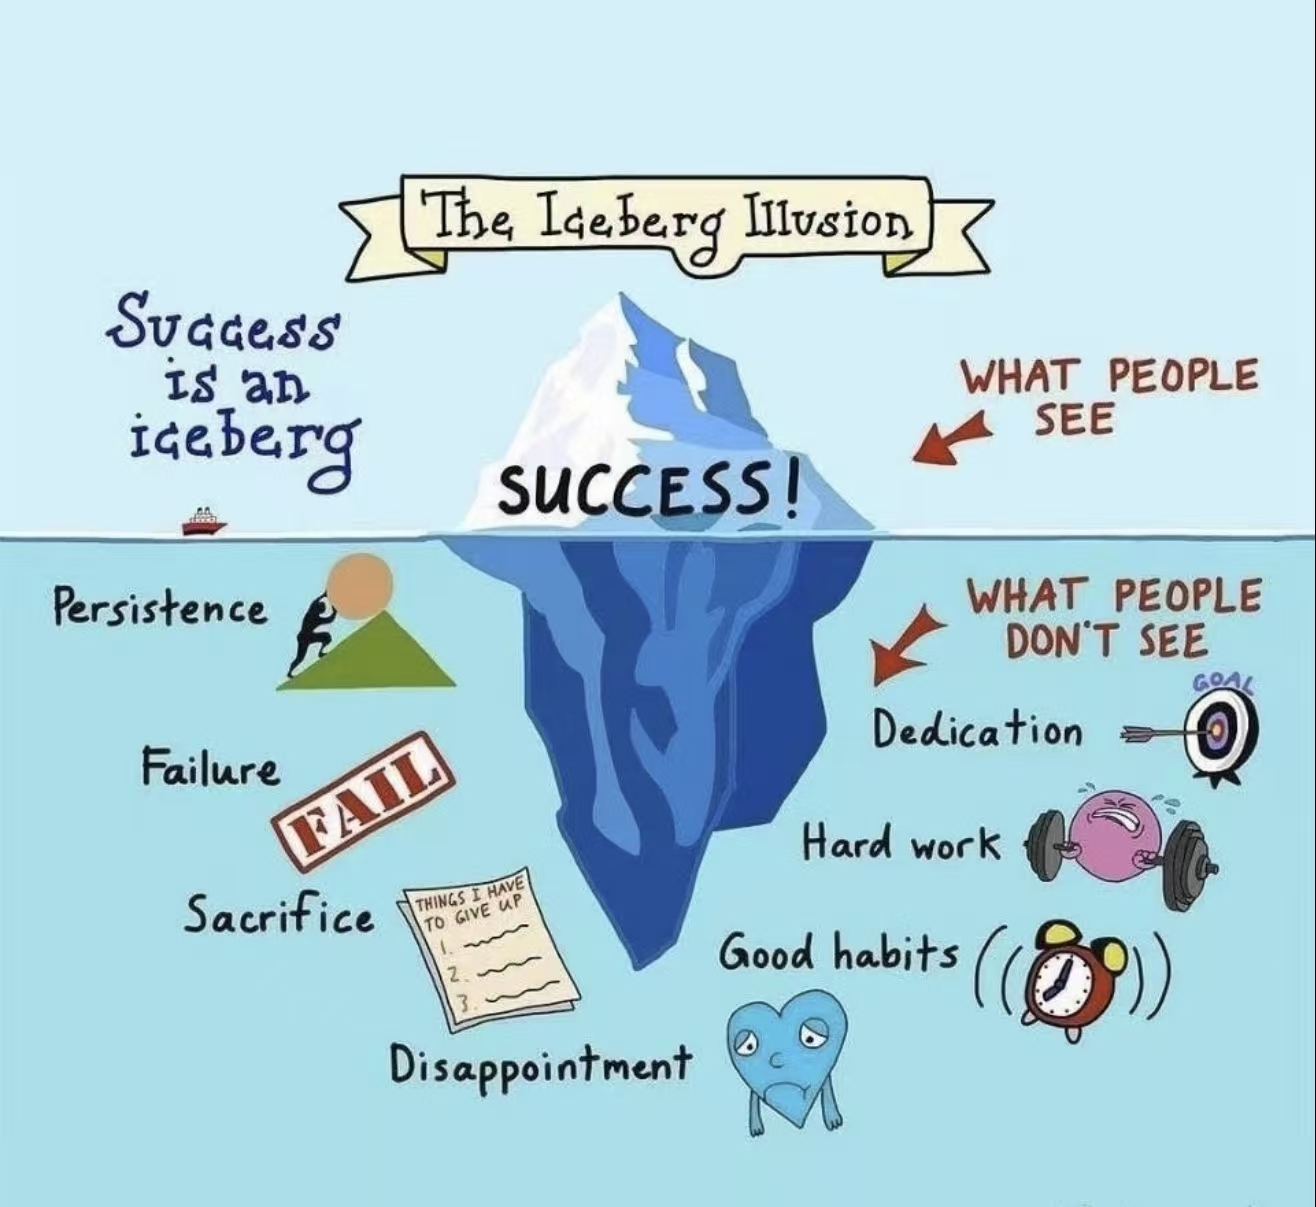 The Iceberg Illusion
Success
is an
iceberg
WHAT PEOPLE
SEE
SUCCESS!
Persistence
WHAT PEOPLE
DON'T SEE
GOAL
Dedication
Failure
FAIL
Hard work
Sacrifice
THINGS I HAVE
TO GIVE UP
1.
2.
3.
Good habits
Disappointment